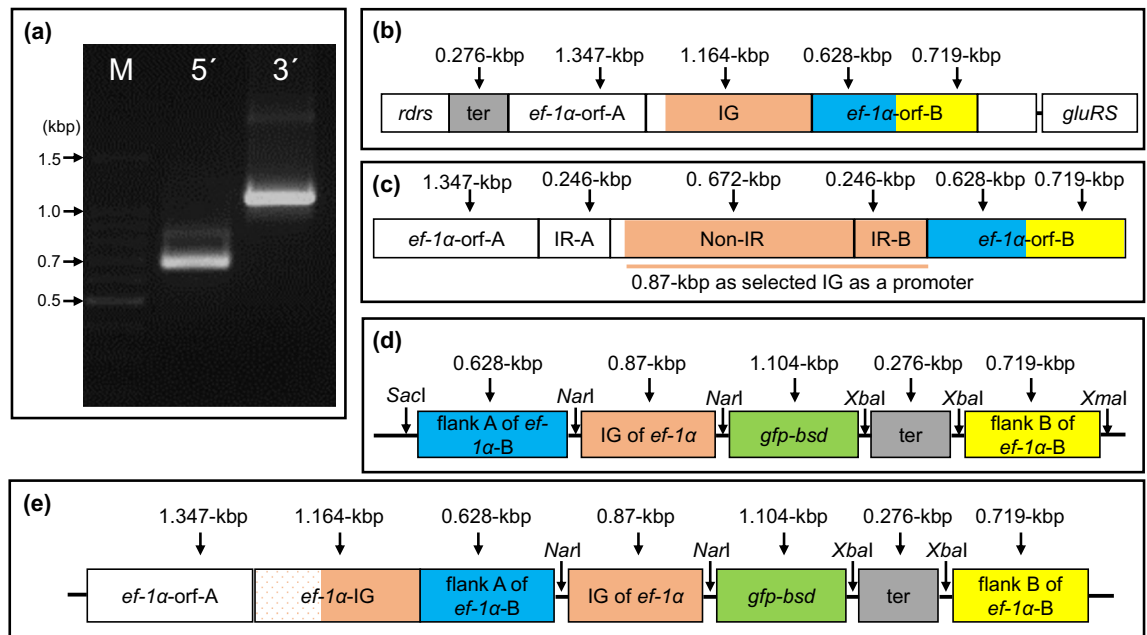 (a)
M 5´ 3´
(kbp)
1.5
1.0
0.7
0.5
(b)
0.276-kbp 1.347-kbp 1.164-kbp 0.628-kbp 0.719-kbp
rdrs ter ef-1α-orf-A IG ef-1α-orf-B gluRS
(c)
1.347-kbp 0.246-kbp 0. 672-kbp 0.246-kbp 0.628-kbp 0.719-kbp
ef-1α-orf-A IR-A Non-IR IR-B ef-1α-orf-B
0.87-kbp as selected IG as a promoter
(d)
0.628-kbp 0.87-kbp 1.104-kbp 0.276-kbp 0.719-kbp
SacI NarI NarI XbaI XbaI XmaI
flank A of ef-
1α-B
IG of ef-1α gfp-bsd ter
flank B of
ef-1α-B
(e)
1.347-kbp 1.164-kbp 0.628-kbp 0.87-kbp 1.104-kbp 0.276-kbp 0.719-kbp
NarI NarI XbaI XbaI
ef-1α-orf-A ef-1α-IG
flank A of
ef-1α-B
IG of ef-1α gfp-bsd ter
flank B of
ef-1α-B